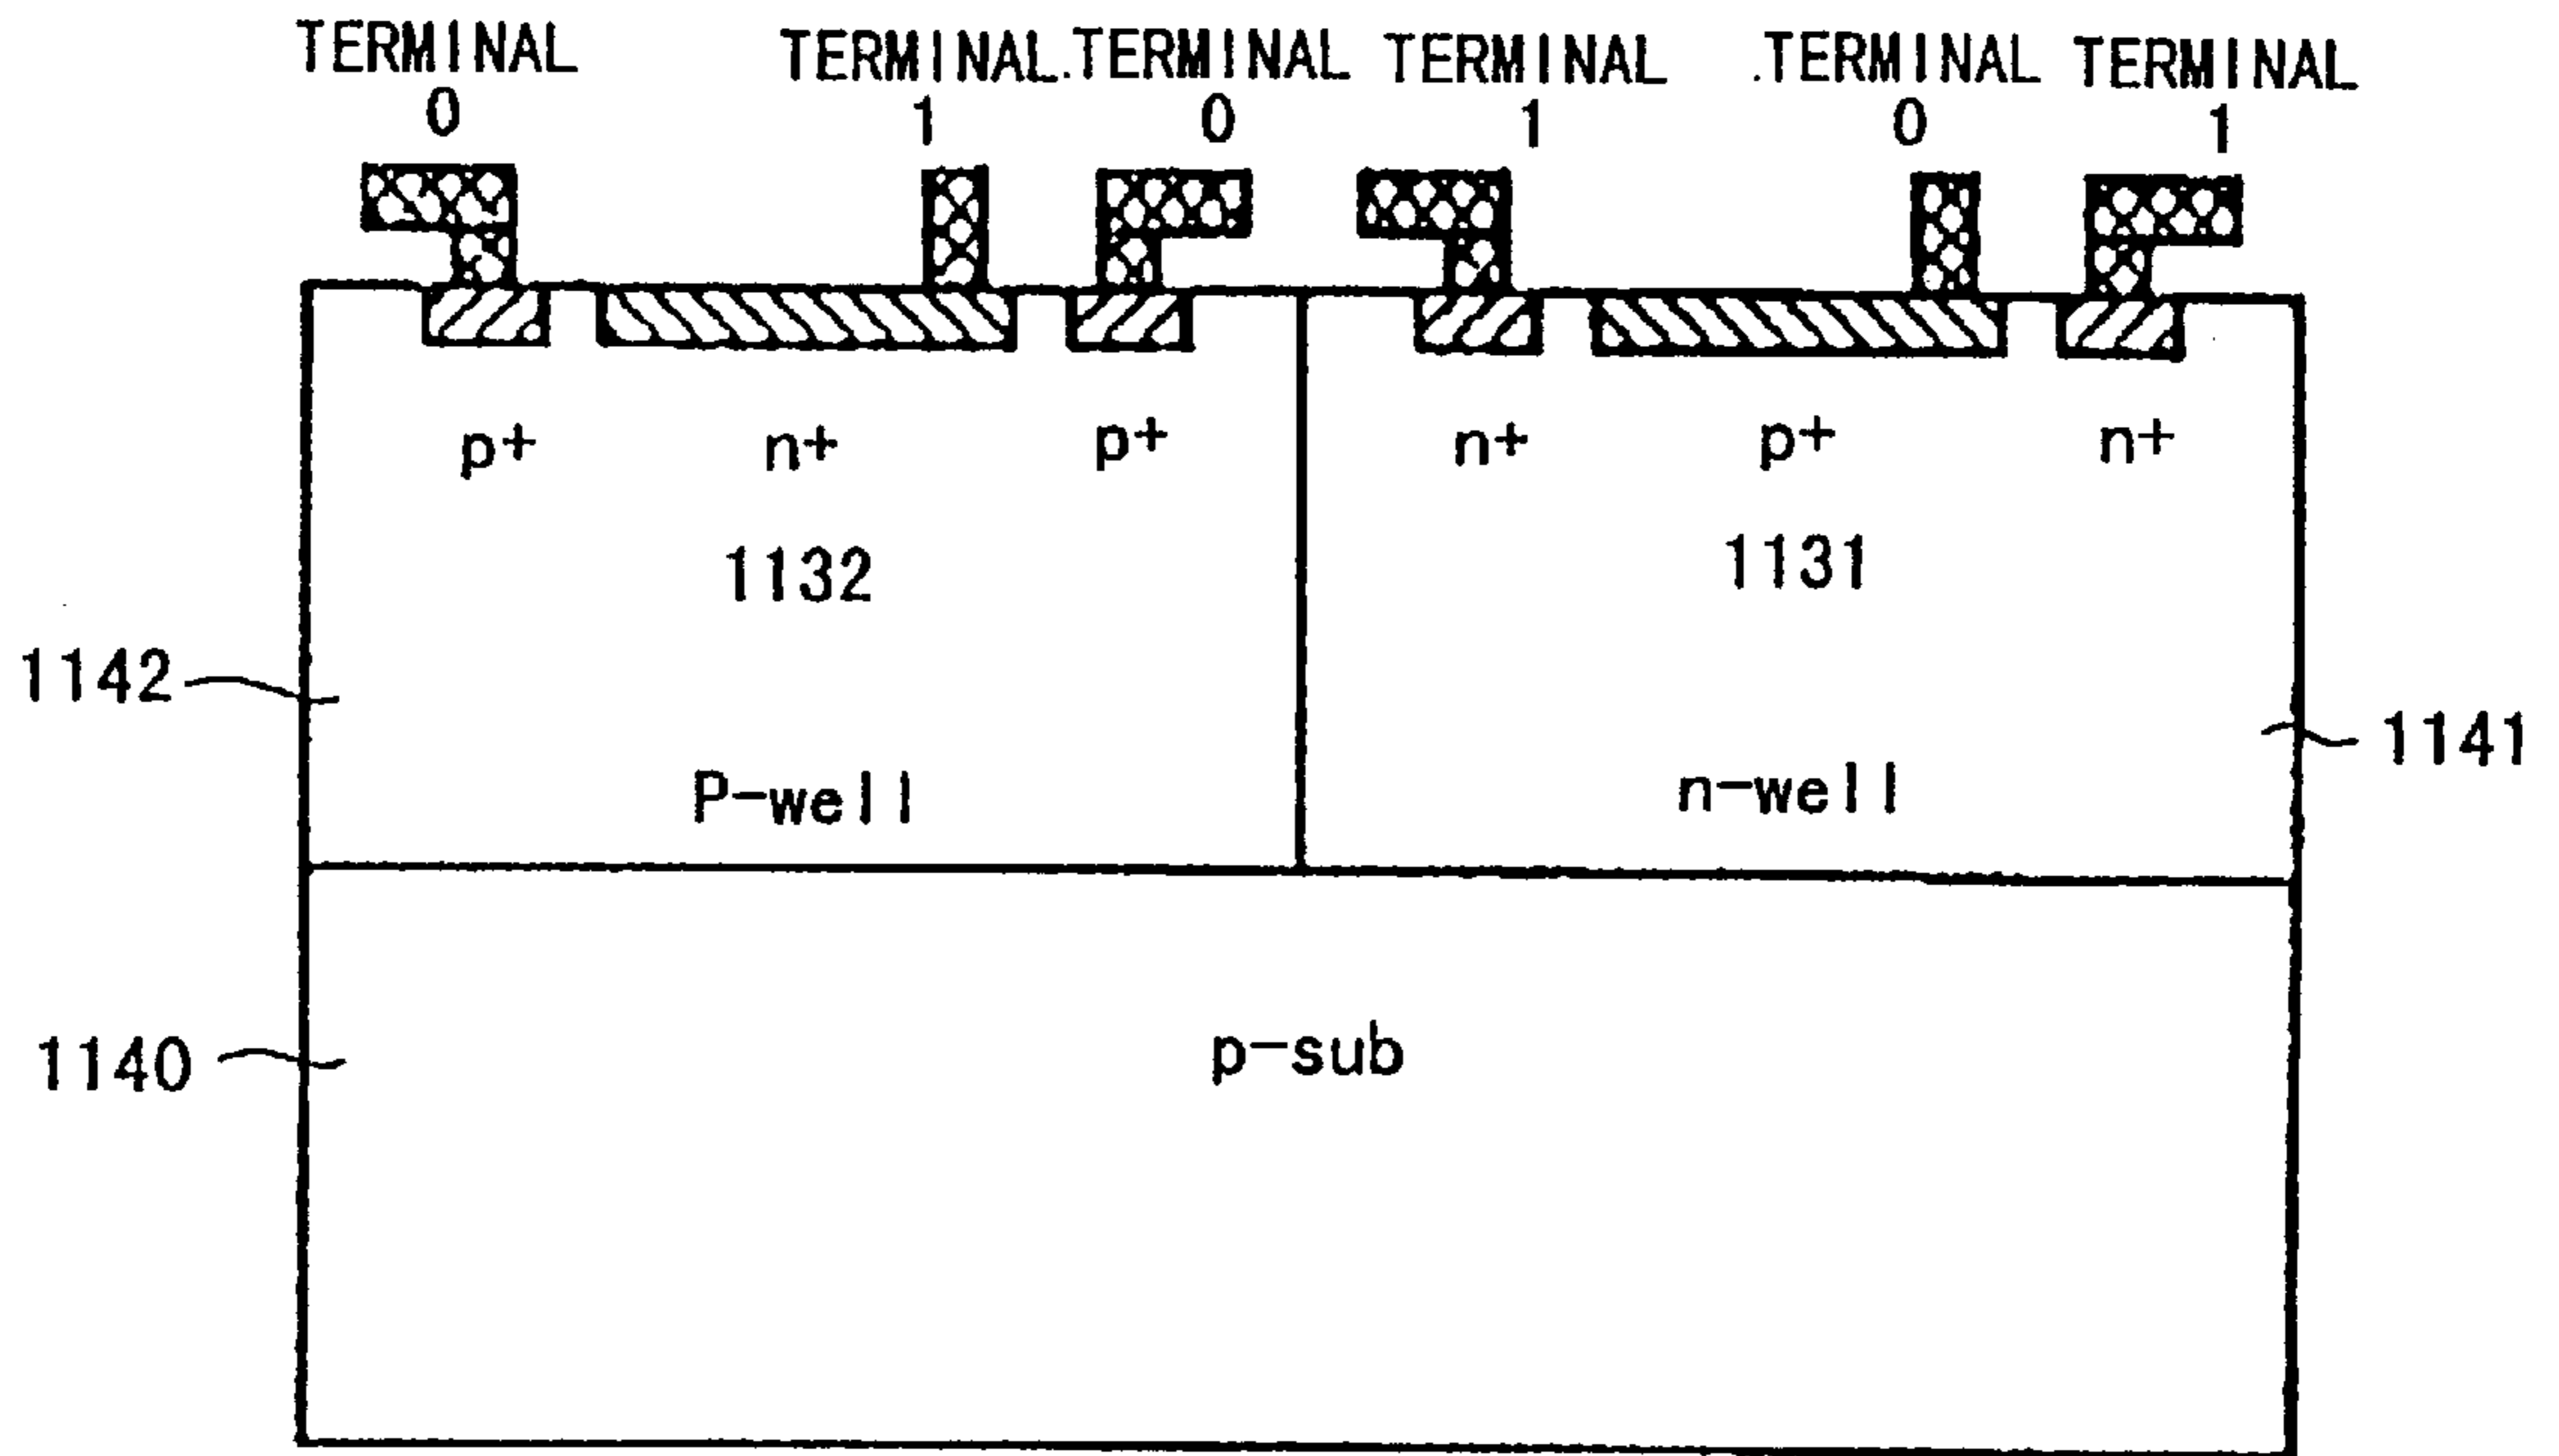 TERMINAL TERMINAL TERMINAL TERMINAL TERMINAL TERMINAL
0 1 0 1 0 1
p+ n+ p+ n+ p+ n+
1132 1131
1142
1141
P-well n-well
1140
p-sub